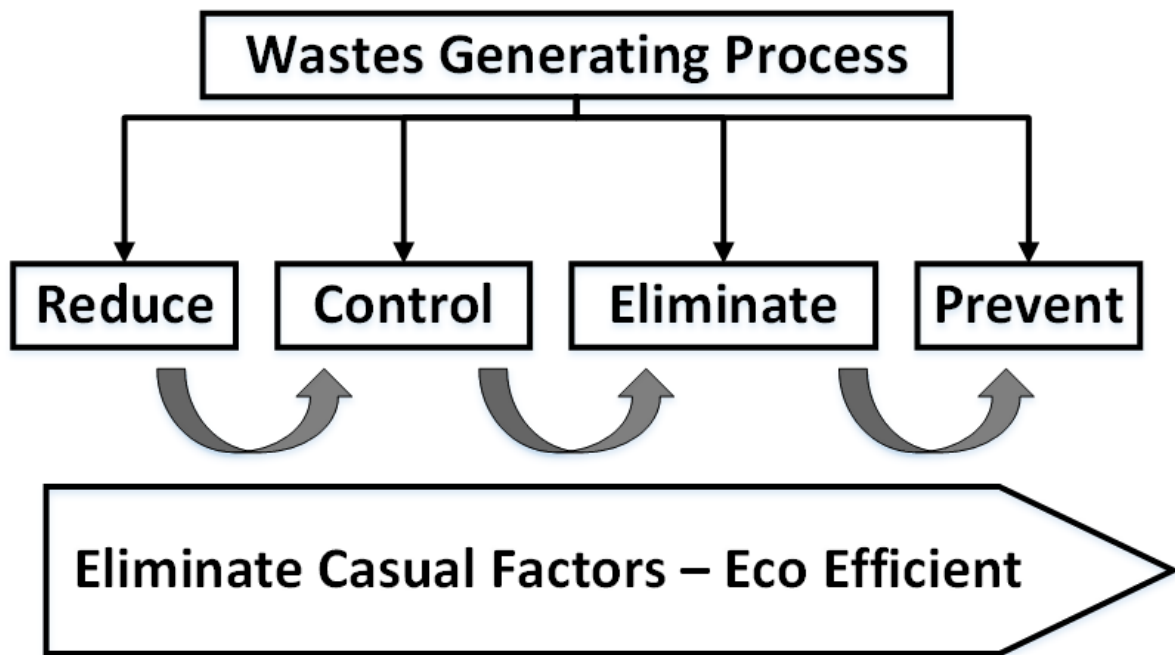 Wastes Generating Process
Reduce
Control
Eliminate
Prevent
Eliminate Casual Factors – Eco Efficient